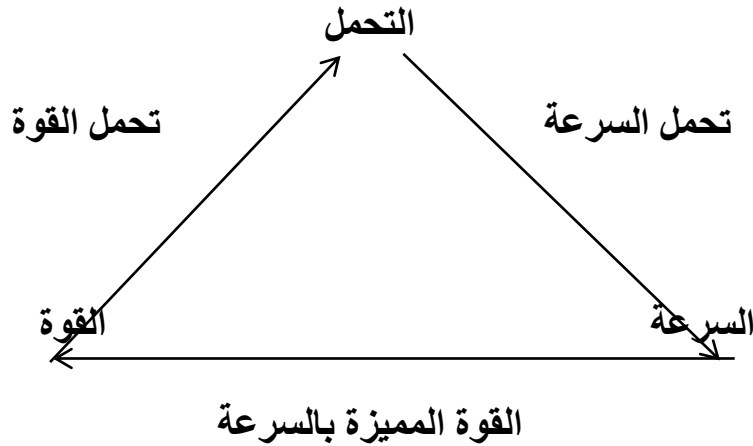 التحمل
تحمل السرعة
تحمل القوة
السرعة
القوة
القوة المميزة بالسرعة